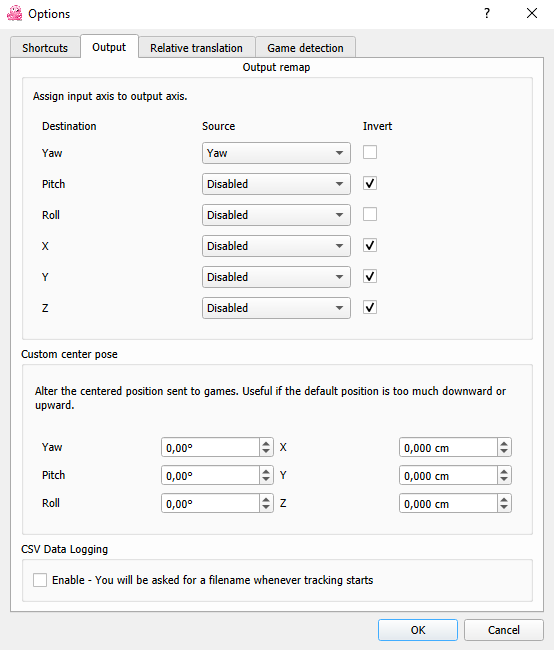 Options
?
Shortcuts Output Relative translation Game detection
Output remap
Assign input axis to output axis.
Destination Source Invert
Yaw Yaw
Pitch Disabled
Roll Disabled
X Disabled
Y Disabled
Z Disabled
Custom center pose
Alter the centered position sent to games. Useful if the default position is too much downward or
upward.
Yaw 0,00° X 0,000 cm
Pitch 0,00° Y 0,000 cm
Roll 0,00° Z 0,000 cm
CSV Data Logging
Enable - You will be asked for a filename whenever tracking starts
OK Cancel